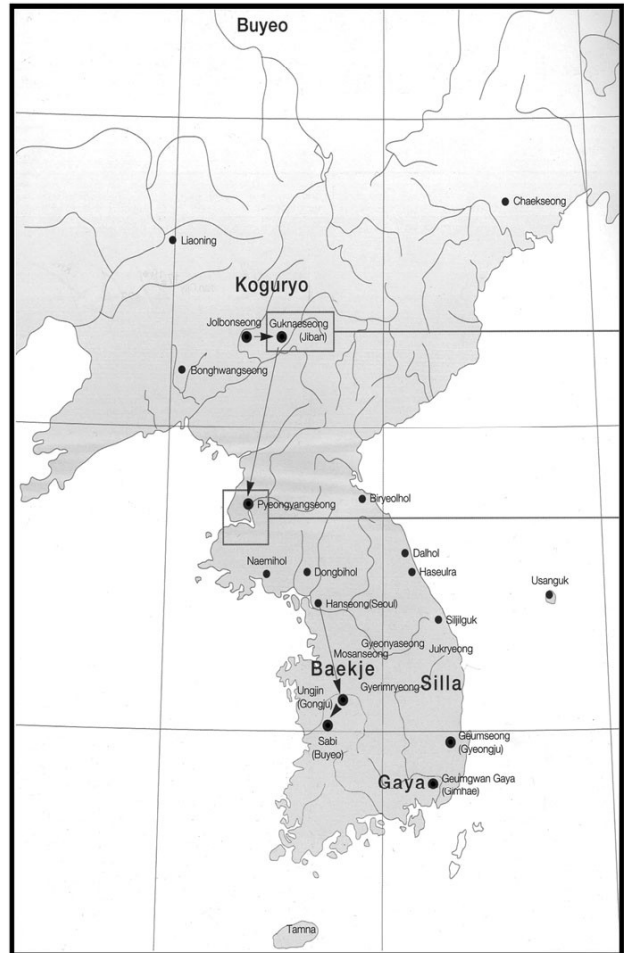 Buyeo
Chaekseong
Liaoning
Koguryo
Jolbonseong
Guknaeseong
(Jiban)
Bonghwangseong
Pyeongyangseong
Biryeolhol
Dalhol
Naemihol
Dongbihol
Haseulra
Usanguk
Hanseong(Seoul)
Siljilguk
Gyeonyaseong
Mosanseong
Jukryeong
Baekje
Gyerimryeong
Silla
Ungjin
(Gongju)
Sabi
(Buyeo)
Geumseong
(Gyeongju)
Gaya
Geumgwan Gaya
(Gimhae)
Tamna